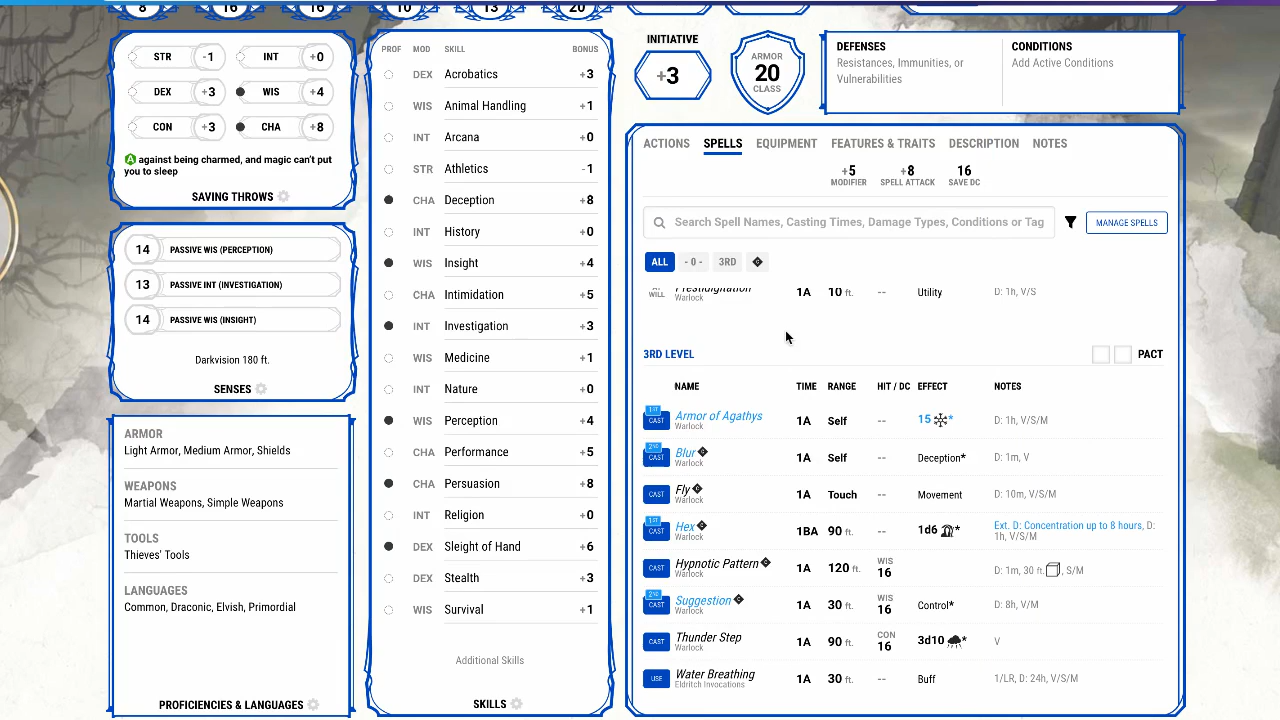 8
16
16
10
13
20
STR
-1
INT
+0
DEX
+3
WIS
+4
CON
+3
CHA
+8
A against being charmed, and magic can't put
you to sleep
SAVING THROWS
14
PASSIVE WIS (PERCEPTION)
13
PASSIVE INT (INVESTIGATION)
14
PASSIVE WIS (INSIGHT)
Darkvision 180 ft.
SENSES
ARMOR
Light Armor, Medium Armor, Shields
WEAPONS
Martial Weapons, Simple Weapons
TOOLS
Thieves' Tools
LANGUAGES
Common, Draconic, Elvish, Primordial
PROFICIENCIES & LANGUAGES
PROF MOD SKILL BONUS
DEX Acrobatics +3
WIS Animal Handling +1
INT Arcana +0
STR Athletics -1
CHA Deception +8
INT History +0
WIS Insight +4
CHA Intimidation +5
INT Investigation +3
WIS Medicine +1
INT Nature +0
WIS Perception +4
CHA Performance +5
CHA Persuasion +8
INT Religion +0
DEX Sleight of Hand +6
DEX Stealth +3
WIS Survival +1
Additional Skills
SKILLS
INITIATIVE
+3
ARMOR
20
CLASS
DEFENSES
Resistances, Immunities, or
Vulnerabilities
CONDITIONS
Add Active Conditions
ACTIONS SPELLS EQUIPMENT FEATURES & TRAITS DESCRIPTION NOTES
+5 +8 16
MODIFIER SPELL ATTACK SAVE DC
Search Spell Names, Casting Times, Damage Types, Conditions or Tag
MANAGE SPELLS
ALL - 0 - 3RD
WILL Prestidigitation 1A 10 ft. -- Utility D: 1h, V/S
Warlock
3RD LEVEL PACT
NAME TIME RANGE HIT / DC EFFECT NOTES
1ST
CAST Armor of Agathys 1A Self -- 15 * D: 1h, V/S/M
Warlock
2ND
CAST Blur 1A Self -- Deception* D: 1m, V
Warlock
CAST Fly 1A Touch -- Movement D: 10m, V/S/M
Warlock
1ST
CAST Hex 1BA 90 ft. -- 1d6 * Ext. D: Concentration up to 8 hours, D:
Warlock 1h, V/S/M
CAST Hypnotic Pattern 1A 120 ft. WIS 16 D: 1m, 30 ft. , S/M
Warlock
2ND
CAST Suggestion 1A 30 ft. WIS 16 Control* D: 8h, V/M
Warlock
CAST Thunder Step 1A 90 ft. CON 16 3d10 * V
Warlock
USE Water Breathing 1A 30 ft. -- Buff 1/LR, D: 24h, V/S/M
Eldritch Invocations